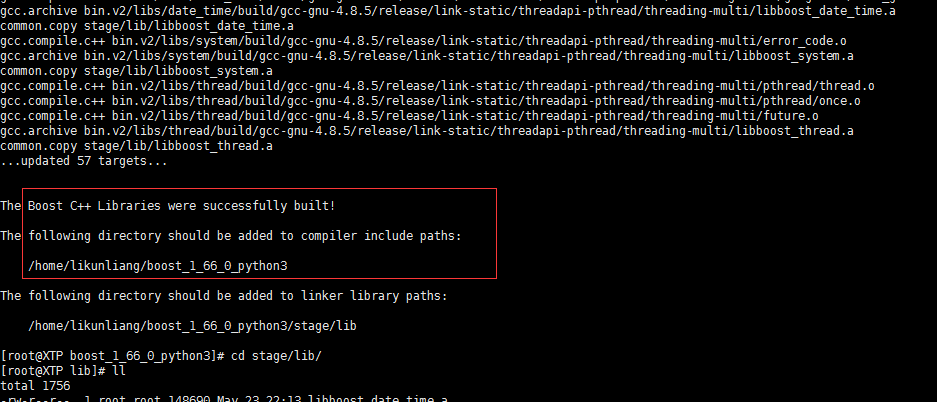 gcc.archive bin.v2/libs/date_time/build/gcc-gnu-4.8.5/release/link-static/threadapi-pthread/threading-multi/libboost_date_time.a
common.copy stage/lib/libboost_date_time.a
gcc.compile.c++ bin.v2/libs/system/build/gcc-gnu-4.8.5/release/link-static/threadapi-pthread/threading-multi/error_code.o
gcc.archive bin.v2/libs/system/build/gcc-gnu-4.8.5/release/link-static/threadapi-pthread/threading-multi/libboost_system.a
common.copy stage/lib/libboost_system.a
gcc.compile.c++ bin.v2/libs/thread/build/gcc-gnu-4.8.5/release/link-static/threadapi-pthread/threading-multi/pthread/thread.o
gcc.compile.c++ bin.v2/libs/thread/build/gcc-gnu-4.8.5/release/link-static/threadapi-pthread/threading-multi/pthread/once.o
gcc.compile.c++ bin.v2/libs/thread/build/gcc-gnu-4.8.5/release/link-static/threadapi-pthread/threading-multi/future.o
gcc.archive bin.v2/libs/thread/build/gcc-gnu-4.8.5/release/link-static/threadapi-pthread/threading-multi/libboost_thread.a
common.copy stage/lib/libboost_thread.a
...updated 57 targets...
The Boost C++ Libraries were successfully built!
The following directory should be added to compiler include paths:
/home/likunliang/boost_1_66_0_python3
The following directory should be added to linker library paths:
/home/likunliang/boost_1_66_0_python3/stage/lib
[root@XTP boost_1_66_0_python3]# cd stage/lib/
[root@XTP lib]# ll
total 1756
-rw-r--r--. 1 root root 148690 May 23 22:13 libboost_date_time.a